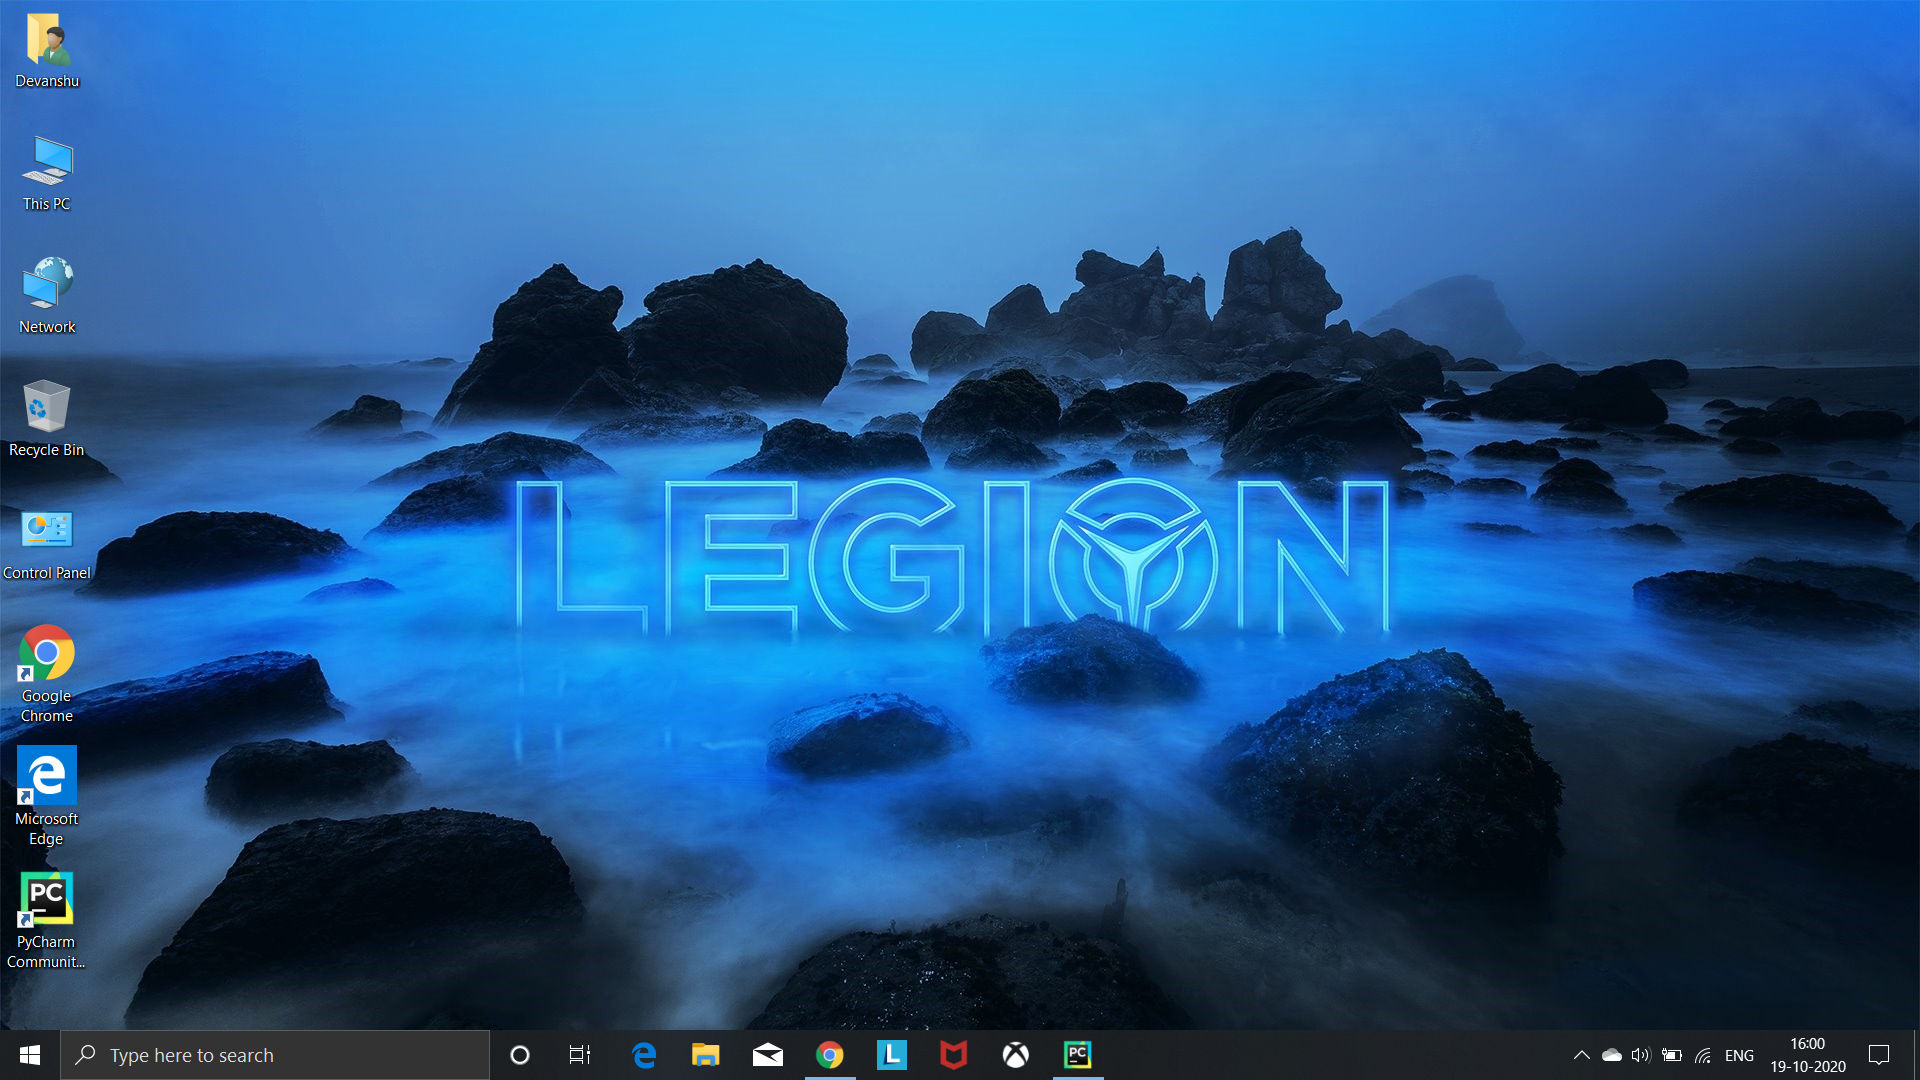 Devanshu
This PC
Network
Recycle Bin
Control Panel
Google
Chrome
Microsoft
Edge
PC
PyCharm
Communit...
LEGION
Type here to search
L
PC
ENG
16:00
19-10-2020